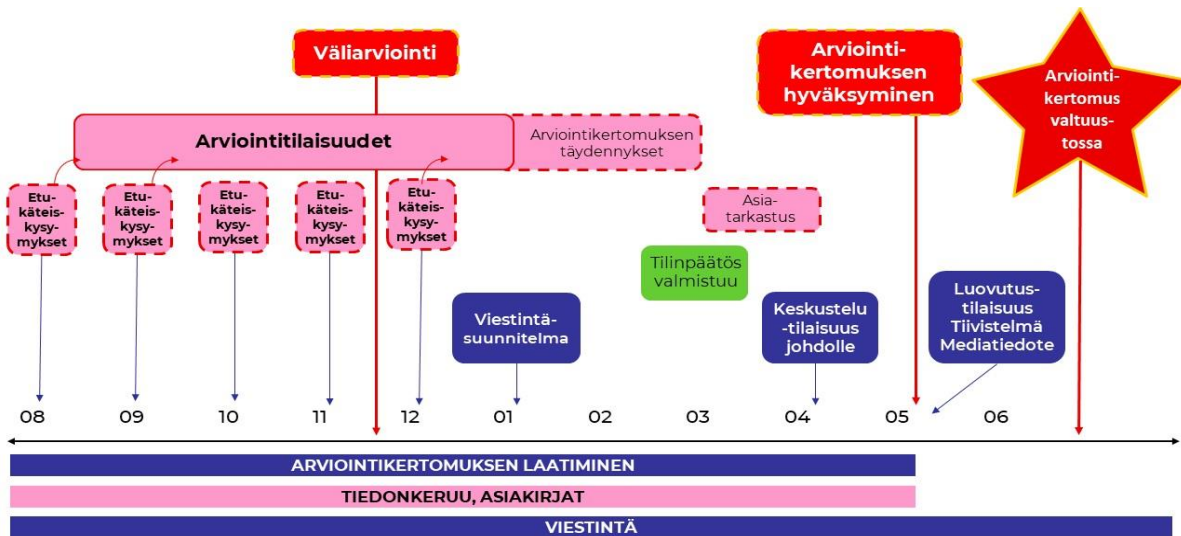 Väliarviointi
Arviointi-
kertomuksen
hyväksyminen
Arviointi-
kertomus
valtuus-
tossa
Arviointitilaisuudet
Arviointikertomuksen
täydennykset
Etu-
käteis-
kysy-
mykset
Etu-
käteis-
kysy-
mykset
Etu-
käteis-
kysy-
mykset
Etu-
käteis-
kysy-
mykset
Etu-
käteis-
kysy-
mykset
Asia-
tarkastus
Tilinpäätös
valmistuu
Viestintä-
suunnitelma
Keskustelu
-tilaisuus
johdolle
Luovutus-
tilaisuus
Tiivistelmä
Mediatiedote
08 09 10 11 12 01 02 03 04 05 06
ARVIOINTIKERTOMUKSEN LAATIMINEN
TIEDONKERUU, ASIAKIRJAT
VIESTINTÄ